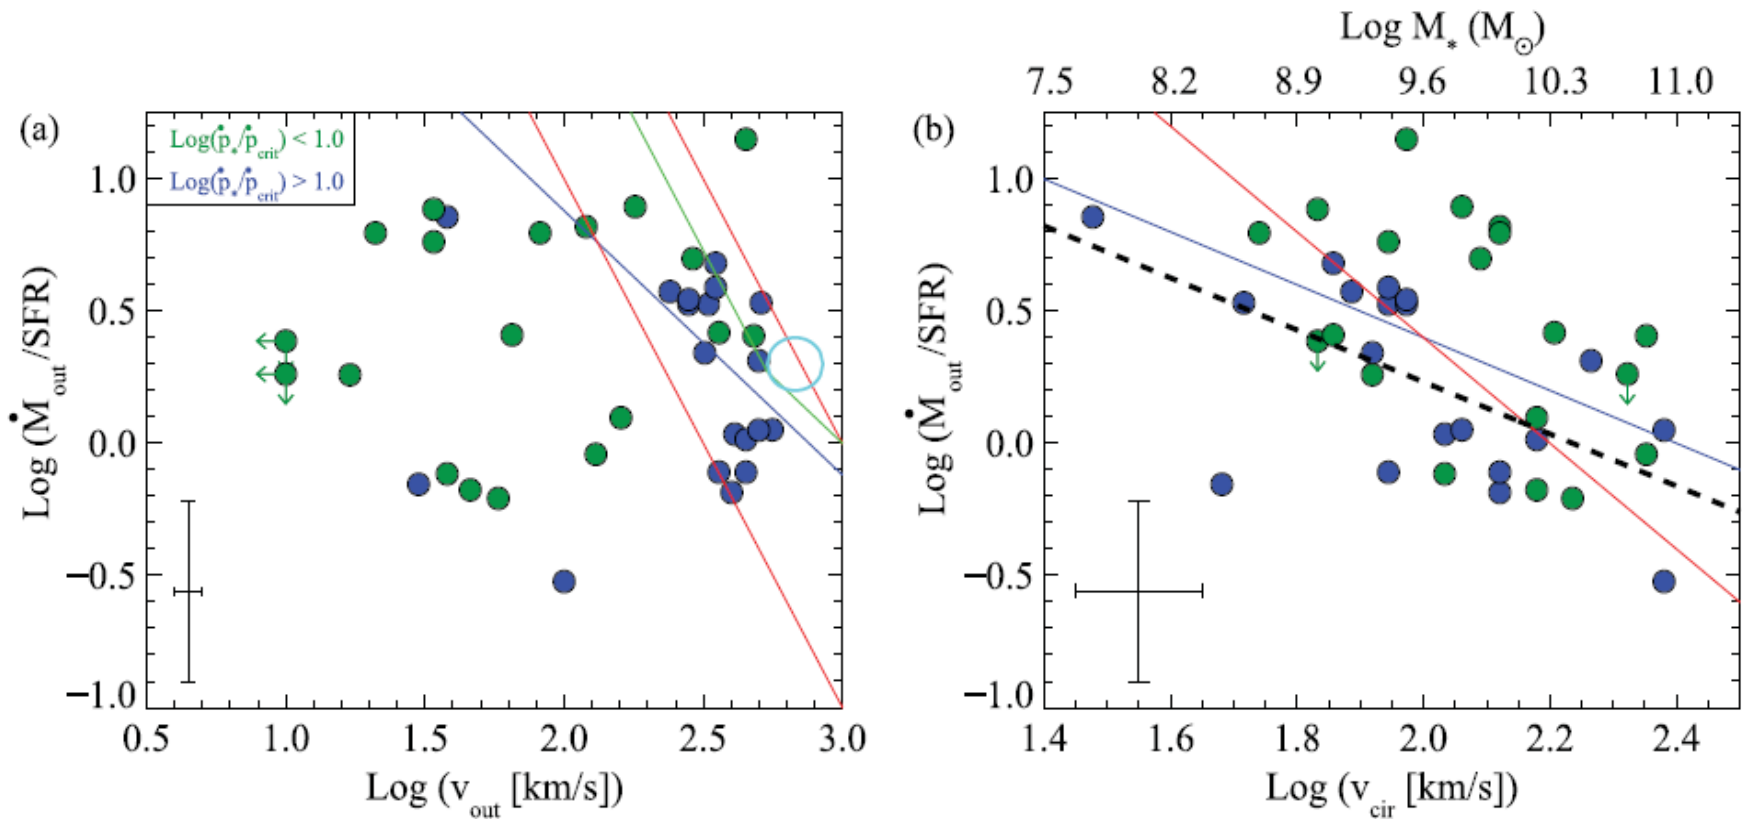 (a)
Log(ṗ*/ṗcrit) < 1.0
Log(ṗ*/ṗcrit) > 1.0
Log (Ṁout/SFR)
1.0
0.5
0.0
−0.5
−1.0
0.5 1.0 1.5 2.0 2.5 3.0
Log (vout [km/s])
Log M* (M⊙)
7.5 8.2 8.9 9.6 10.3 11.0
(b)
Log (Ṁout/SFR)
1.0
0.5
0.0
−0.5
−1.0
1.4 1.6 1.8 2.0 2.2 2.4
Log (vcir [km/s])